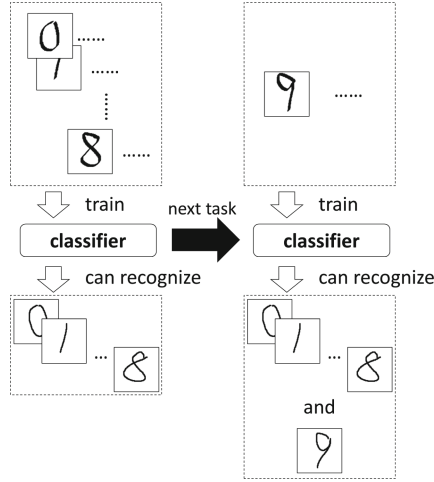 0 ......
1 ......
8 ......
9 ......
train
next task
train
classifier
classifier
can recognize
can recognize
0 1 ... 8
0 1 ... 8
and
9